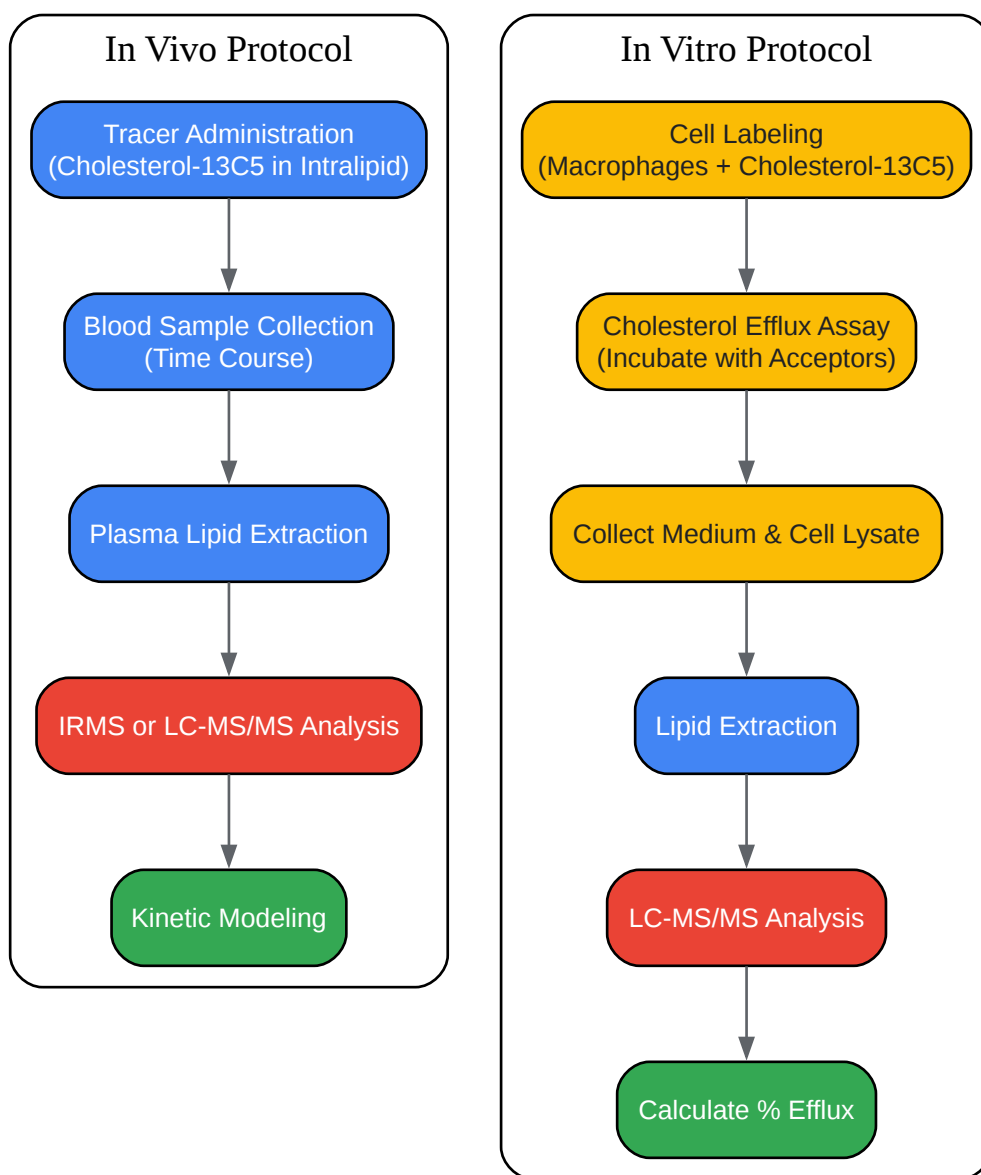 In Vivo Protocol
Tracer Administration
(Cholesterol-13C5 in Intralipid)
Blood Sample Collection
(Time Course)
Plasma Lipid Extraction
IRMS or LC-MS/MS Analysis
Kinetic Modeling
In Vitro Protocol
Cell Labeling
(Macrophages + Cholesterol-13C5)
Cholesterol Efflux Assay
(Incubate with Acceptors)
Collect Medium & Cell Lysate
Lipid Extraction
LC-MS/MS Analysis
Calculate % Efflux